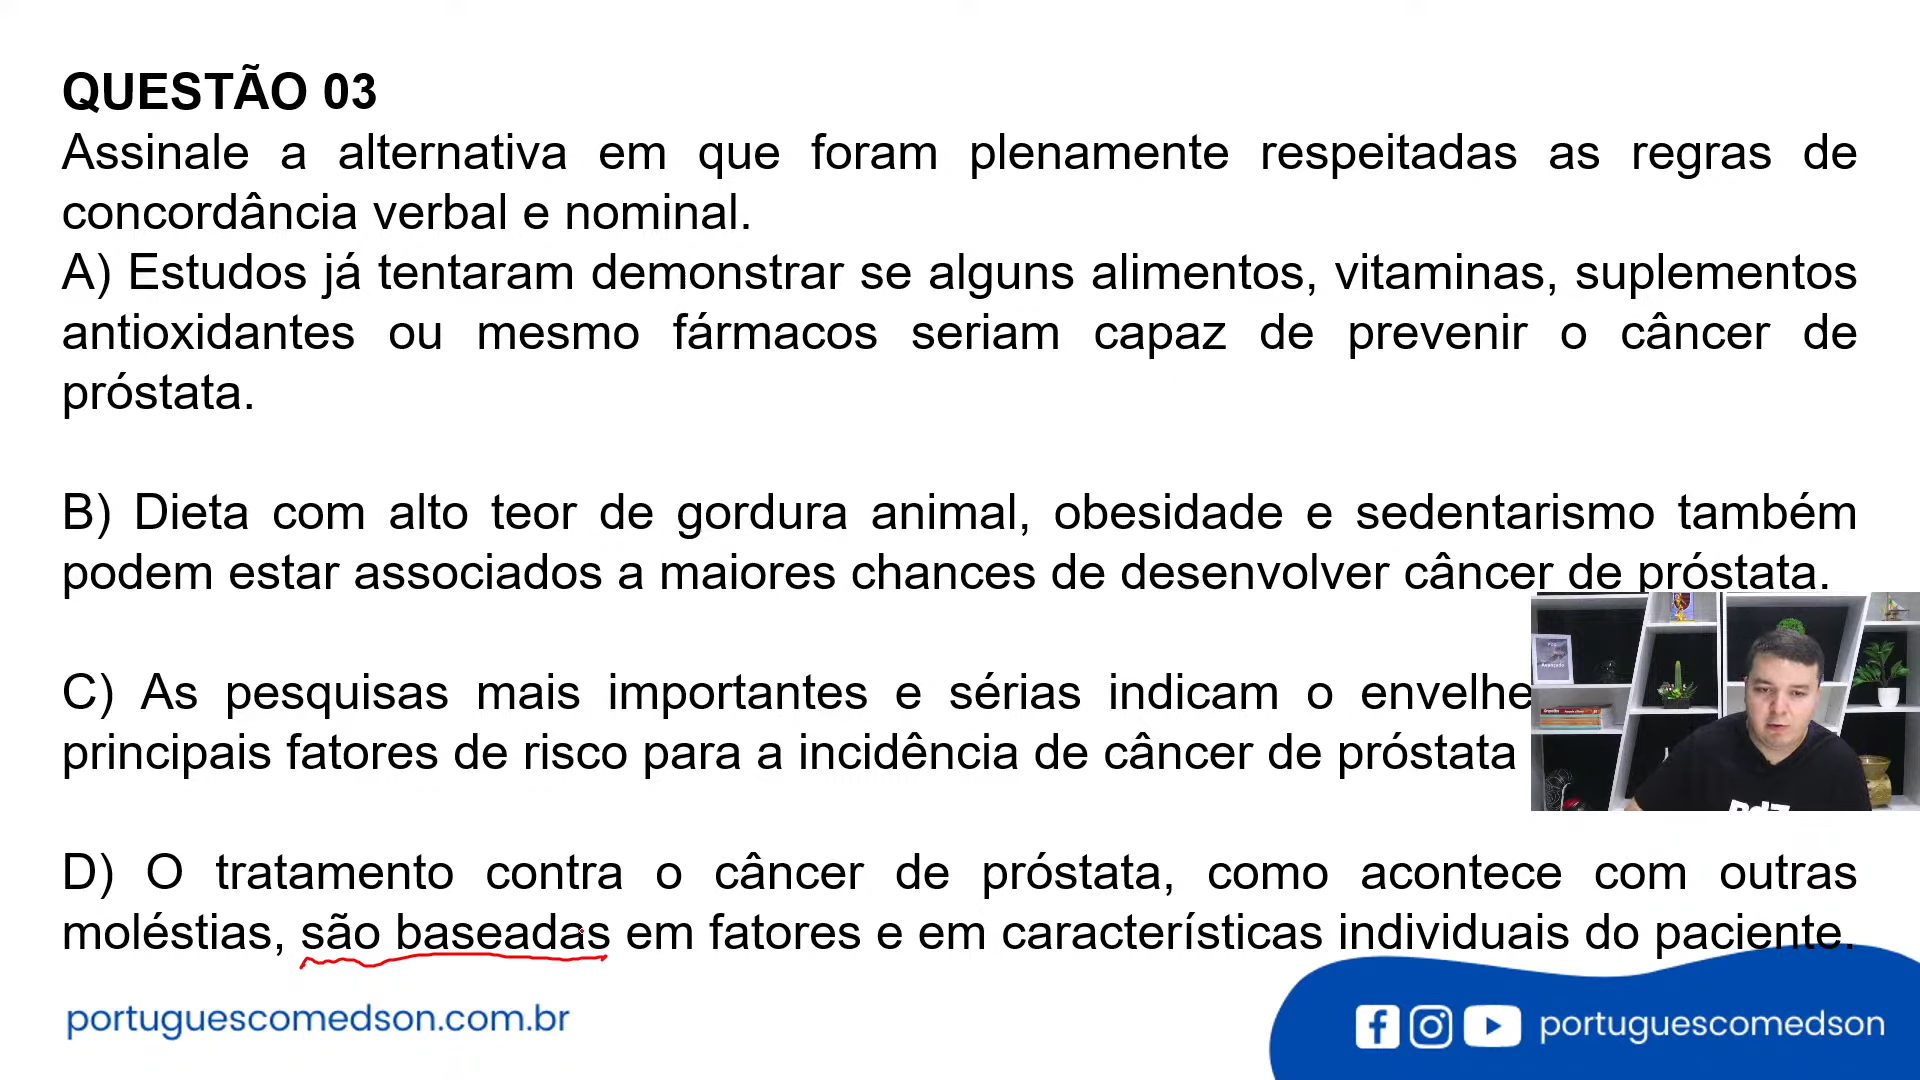 QUESTÃO 03
Assinale a alternativa em que foram plenamente respeitadas as regras de
concordância verbal e nominal.
A) Estudos já tentaram demonstrar se alguns alimentos, vitaminas, suplementos
antioxidantes ou mesmo fármacos seriam capaz de prevenir o câncer de
próstata.
B) Dieta com alto teor de gordura animal, obesidade e sedentarismo também
podem estar associados a maiores chances de desenvolver câncer de próstata.
C) As pesquisas mais importantes e sérias indicam o envelhe
principais fatores de risco para a incidência de câncer de próstata
D) O tratamento contra o câncer de próstata, como acontece com outras
moléstias, são baseadas em fatores e em características individuais do paciente.
portuguescomedson.com.br
portuguescomedson